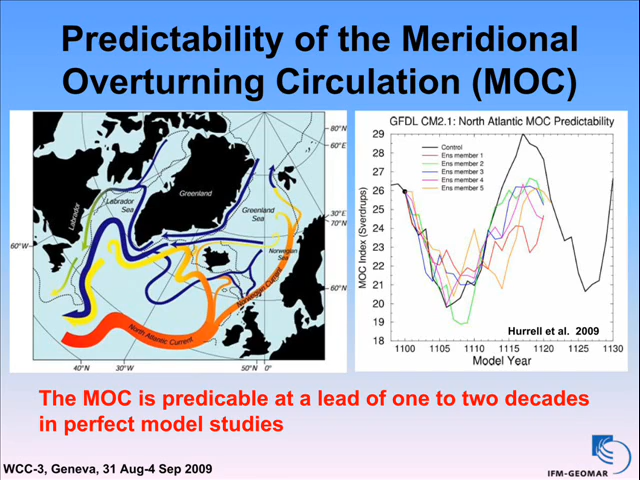 Predictability of the Meridional
Overturning Circulation (MOC)
80°N
60°E
Greenland
Labrador
Sea
Labrador
Greenland
Sea
30°E
70°N
60°W
Norwegian
Sea
60°N
Norwegian Current
North Atlantic Current
40°N
30°W
50°N
0°
GFDL CM2.1: North Atlantic MOC Predictability
MOC Index (Sverdrups)
29
28
27
26
25
24
23
22
21
20
19
18
Control
Ens member 1
Ens member 2
Ens member 3
Ens member 4
Ens member 5
Hurrell et al. 2009
1100
1105
1110
1115
1120
1125
1130
Model Year
The MOC is predicable at a lead of one to two decades
in perfect model studies
WCC-3, Geneva, 31 Aug-4 Sep 2009
IFM-GEOMAR